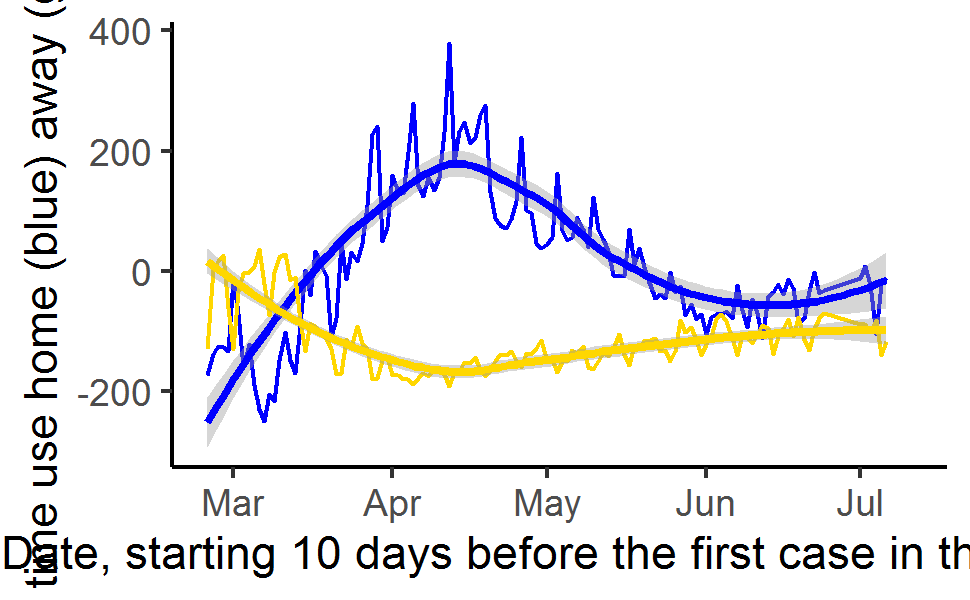 time use home (blue) away (
400
200
0
-200
Mar Apr May Jun Jul
Date, starting 10 days before the first case in th